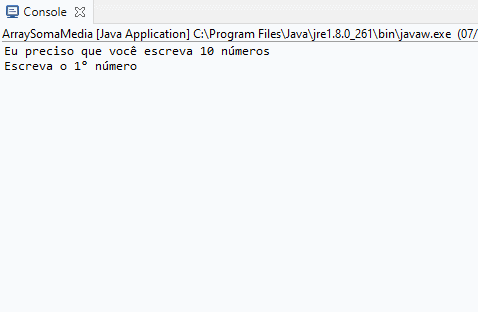 Console
ArraySomaMedia [Java Application] C:\Program Files\Java\jre1.8.0_261\bin\javaw.exe (07/
Eu preciso que você escreva 10 números
Escreva o 1º número